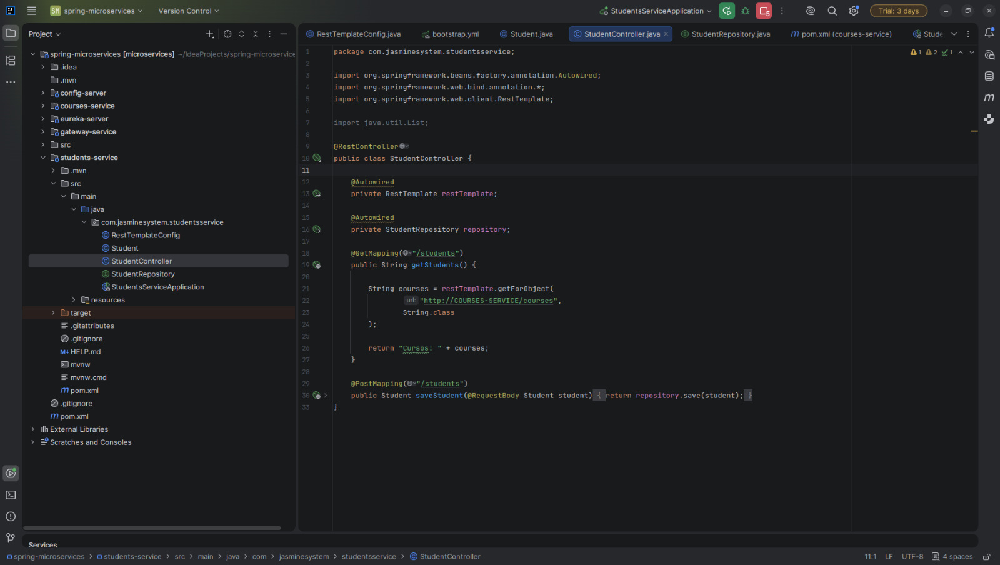 SM spring-microservices
Version Control
StudentsServiceApplication
5
Trial: 3 days
Project
RestTemplateConfig.java
bootstrap.yml
Student.java
StudentController.java
StudentRepository.java
pom.xml (courses-service)
Stude
spring-microservices [microservices] ~/IdeaProjects/spring-microservice
.idea
.mvn
config-server
courses-service
eureka-server
gateway-service
src
students-service
.mvn
src
main
java
com.jasminesystem.studentsservice
RestTemplateConfig
Student
StudentController
StudentRepository
StudentsServiceApplication
resources
target
.gitattributes
.gitignore
HELP.md
mvnw
mvnw.cmd
pom.xml
.gitignore
pom.xml
External Libraries
Scratches and Consoles
1 2 1
1 package com.jasminesystem.studentsservice;
2
3 import org.springframework.beans.factory.annotation.Autowired;
4 import org.springframework.web.bind.annotation.*;
5 import org.springframework.web.client.RestTemplate;
6
7 import java.util.List;
8
9 @RestController
10 public class StudentController {
11
12 @Autowired
13 private RestTemplate restTemplate;
14
15 @Autowired
16 private StudentRepository repository;
17
18 @GetMapping("/students")
19 public String getStudents() {
20
21 String courses = restTemplate.getForObject(
22 url: "http://COURSES-SERVICE/courses",
23 String.class
24 );
25
26 return "Cursos: " + courses;
27 }
28
29 @PostMapping("/students")
30 public Student saveStudent(@RequestBody Student student) { return repository.save(student); }
33 }
Services
spring-microservices > students-service > src > main > java > com > jasminesystem > studentsservice > StudentController
11:1 LF UTF-8 4 spaces